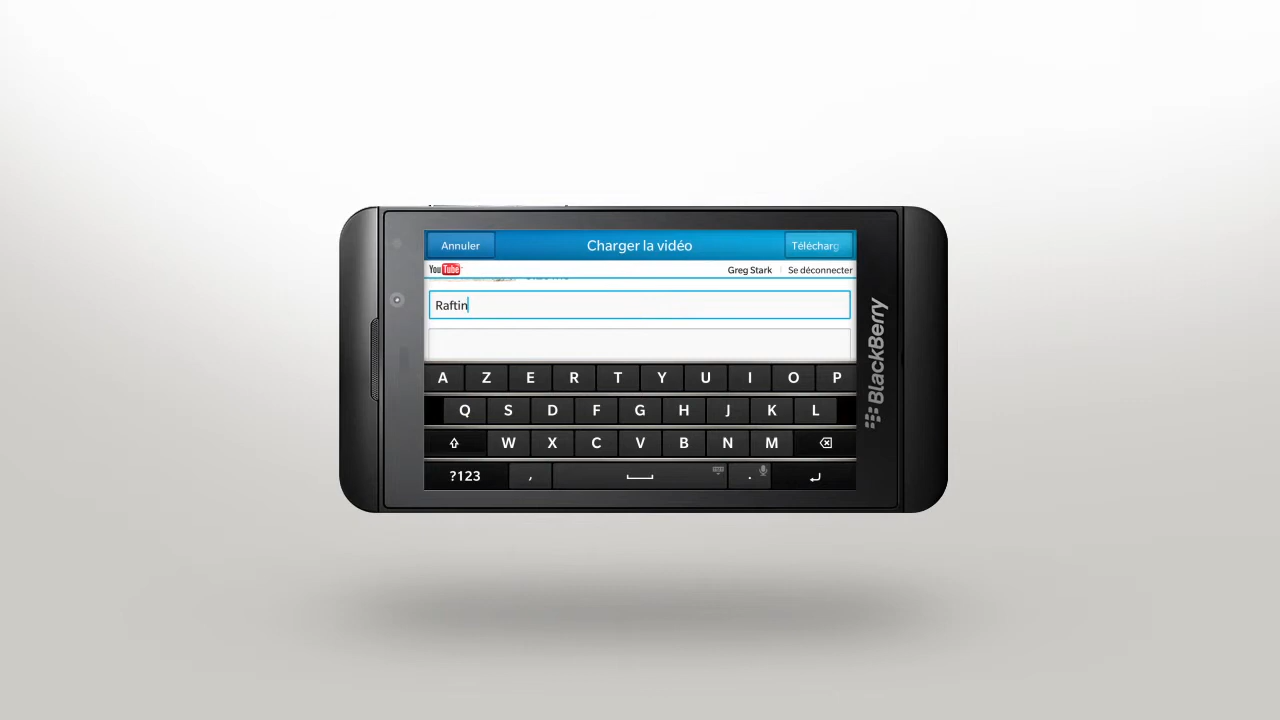 Annuler Charger la vidéo Télécharg
YouTube Greg Stark Se déconnecter
Raftin
A Z E R T Y U I O P
Q S D F G H J K L
W X C V B N M
?123 , .
BlackBerry